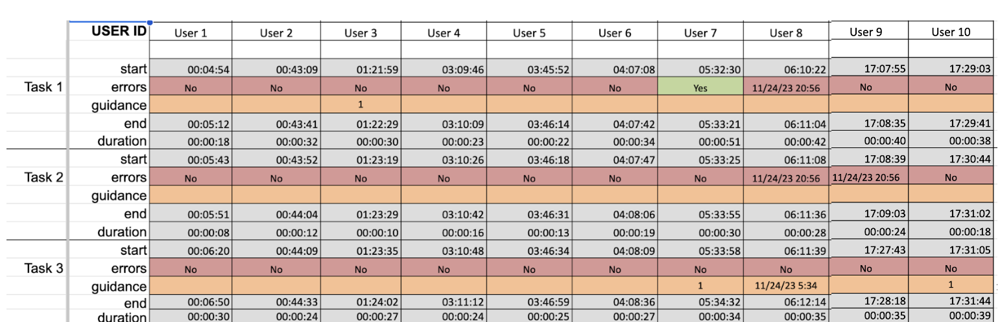 USER ID User 1 User 2 User 3 User 4 User 5 User 6 User 7 User 8 User 9 User 10
start 00:04:54 00:43:09 01:21:59 03:09:46 03:45:52 04:07:08 05:32:30 06:10:22 17:07:55 17:29:03
Task 1 errors No No No No No No Yes 11/24/23 20:56 No No
guidance 1
end 00:05:12 00:43:41 01:22:29 03:10:09 03:46:14 04:07:42 05:33:21 06:11:04 17:08:35 17:29:41
duration 00:00:18 00:00:32 00:00:30 00:00:23 00:00:22 00:00:34 00:00:51 00:00:42 00:00:40 00:00:38
start 00:05:43 00:43:52 01:23:19 03:10:26 03:46:18 04:07:47 05:33:25 06:11:08 17:08:39 17:30:44
Task 2 errors No No No No No No No 11/24/23 20:56 11/24/23 20:56 No
guidance
end 00:05:51 00:44:04 01:23:29 03:10:42 03:46:31 04:08:06 05:33:55 06:11:36 17:09:03 17:31:02
duration 00:00:08 00:00:12 00:00:10 00:00:16 00:00:13 00:00:19 00:00:30 00:00:28 00:00:24 00:00:18
start 00:06:20 00:44:09 01:23:35 03:10:48 03:46:34 04:08:09 05:33:58 06:11:39 17:27:43 17:31:05
Task 3 errors No No No No No No No No No No
guidance 1 11/24/23 5:34 1
end 00:06:50 00:44:33 01:24:02 03:11:12 03:46:59 04:08:36 05:34:32 06:12:14 17:28:18 17:31:44
duration 00:00:30 00:00:24 00:00:27 00:00:24 00:00:25 00:00:27 00:00:34 00:00:35 00:00:35 00:00:39